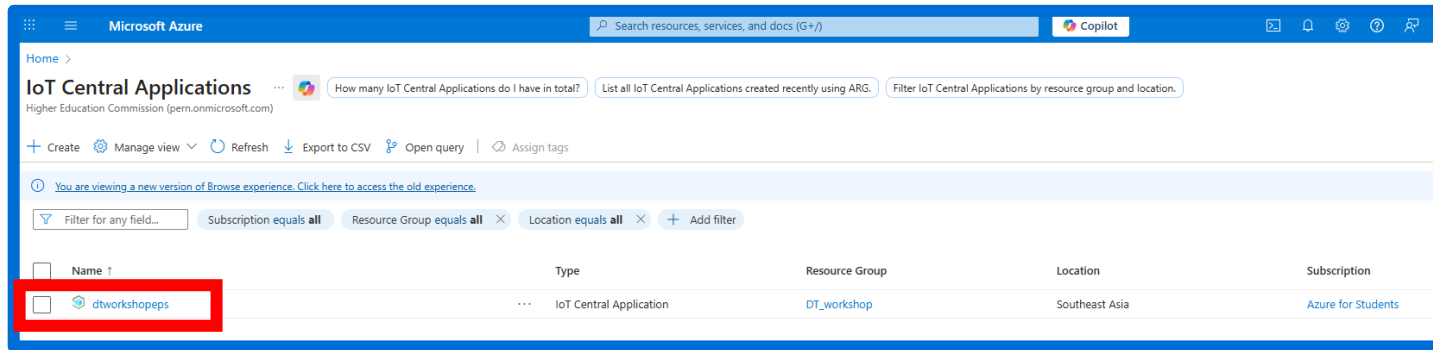 Microsoft Azure
Search resources, services, and docs (G+/)
Copilot
Home >
IoT Central Applications ...
How many IoT Central Applications do I have in total?
List all IoT Central Applications created recently using ARG.
Filter IoT Central Applications by resource group and location.
Higher Education Commission (pern.onmicrosoft.com)
+ Create Manage view Refresh Export to CSV Open query | Assign tags
You are viewing a new version of Browse experience. Click here to access the old experience.
Filter for any field... Subscription equals all Resource Group equals all × Location equals all × + Add filter
Name ↑ Type Resource Group Location Subscription
dtworkshopeps ... IoT Central Application DT_workshop Southeast Asia Azure for Students